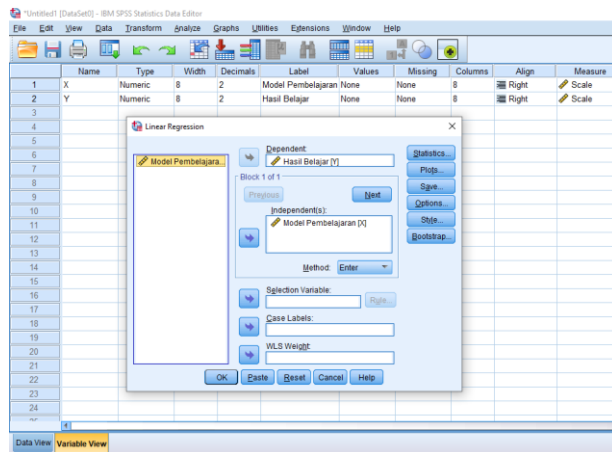 *Untitled1 [DataSet0] - IBM SPSS Statistics Data Editor
File Edit View Data Transform Analyze Graphs Utilities Extensions Window Help
Name Type Width Decimals Label Values Missing Columns Align Measure
1 X Numeric 8 2 Model Pembelajaran None None 8 Right Scale
2 Y Numeric 8 2 Hasil Belajar None None 8 Right Scale
3
4
5
6
7
8
9
10
11
12
13
14
15
16
17
18
19
20
21
22
23
24
Linear Regression
Model Pembelajara...
Dependent:
Hasil Belajar [Y]
Block 1 of 1
Previous Next
Independent(s):
Model Pembelajaran [X]
Method: Enter
Selection Variable:
Rule...
Case Labels:
WLS Weight:
Statistics...
Plots...
Save...
Options...
Style...
Bootstrap...
OK Paste Reset Cancel Help
Data View Variable View